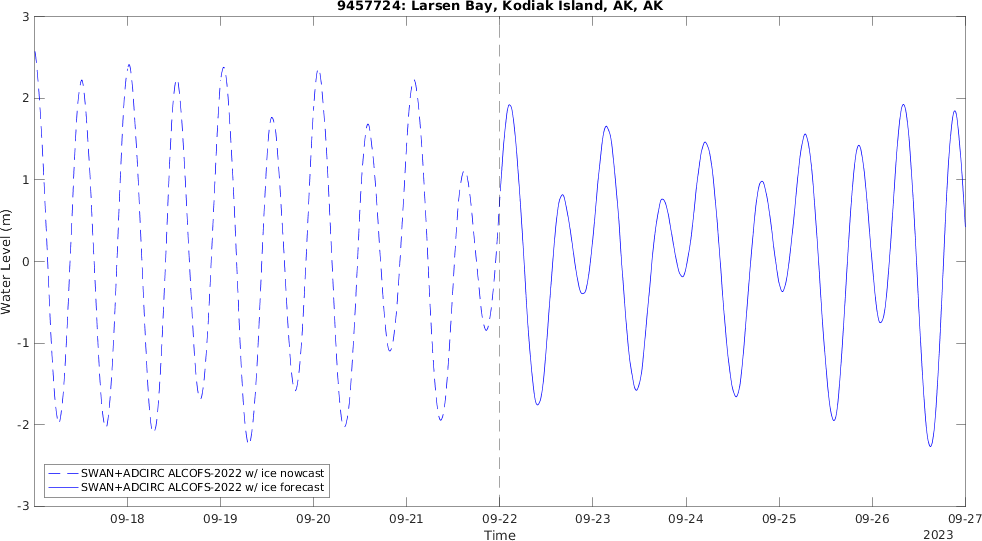 9457724: Larsen Bay, Kodiak Island, AK, AK
3
2
1
0
-1
-2
-3
Water Level (m)
SWAN+ADCIRC ALCOFS-2022 w/ ice nowcast
SWAN+ADCIRC ALCOFS-2022 w/ ice forecast
09-18 09-19 09-20 09-21 09-22 09-23 09-24 09-25 09-26 09-27
Time
2023